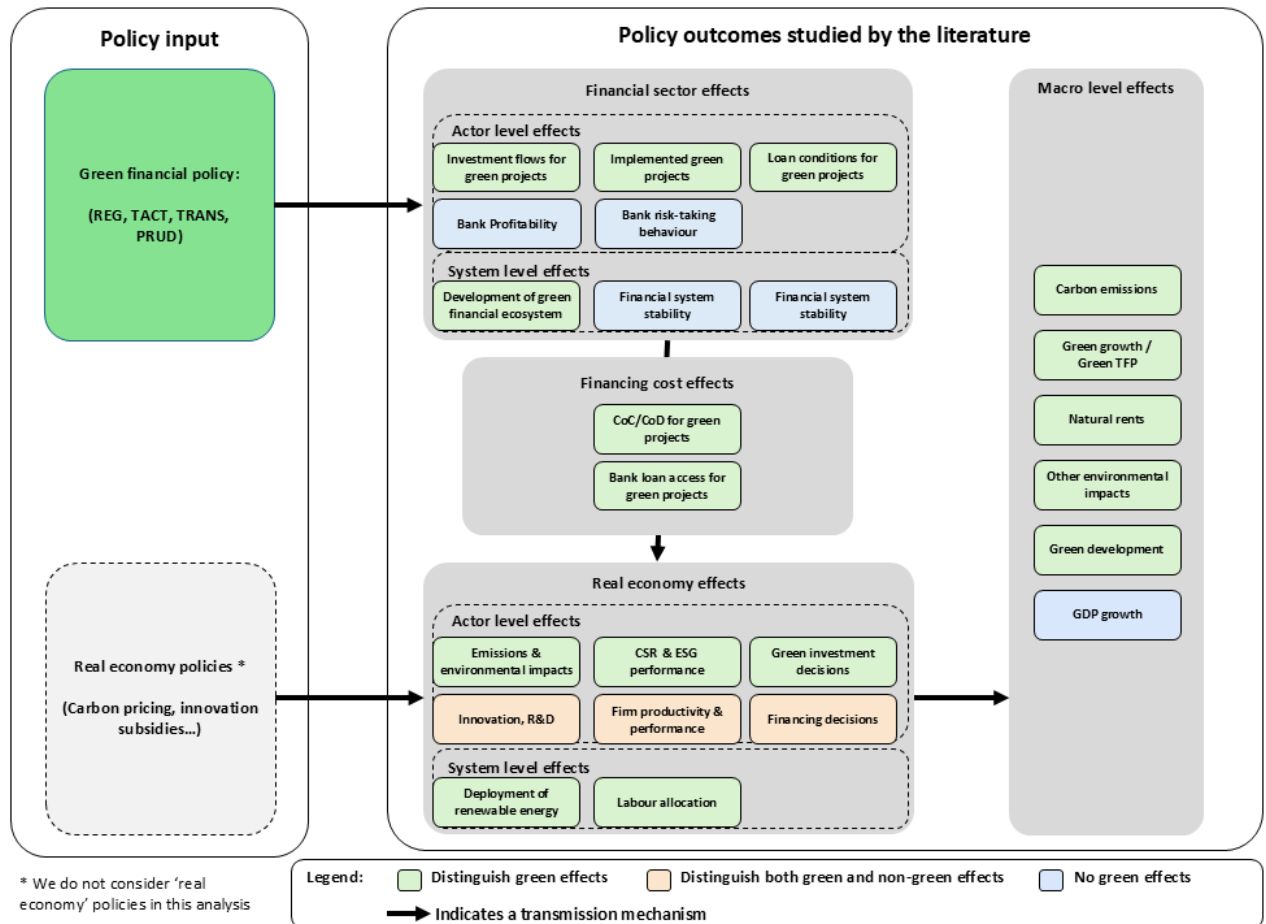 Policy input
Green financial policy:
(REG, TACT, TRANS,
PRUD)
Real economy policies *
(Carbon pricing, innovation
subsidies...)
* We do not consider ‘real
economy’ policies in this analysis
Policy outcomes studied by the literature
Financial sector effects
Actor level effects
Investment flows for
green projects
Implemented green
projects
Loan conditions for
green projects
Bank Profitability
Bank risk-taking
behaviour
System level effects
Development of green
financial ecosystem
Financial system
stability
Financial system
stability
Financing cost effects
CoC/CoD for green
projects
Bank loan access for
green projects
Real economy effects
Actor level effects
Emissions &
environmental impacts
CSR & ESG
performance
Green investment
decisions
Innovation, R&D
Firm productivity &
performance
Financing decisions
System level effects
Deployment of
renewable energy
Labour allocation
Macro level effects
Carbon emissions
Green growth /
Green TFP
Natural rents
Other environmental
impacts
Green development
GDP growth
Legend:
Distinguish green effects
Distinguish both green and non-green effects
No green effects
Indicates a transmission mechanism